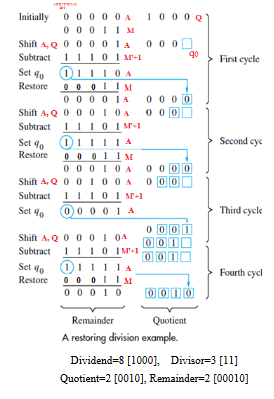 ADDITIONAL BIT
Initially 0 0 0 0 0 A 1 0 0 0 Q
0 0 0 1 1 M
Shift A, Q 0 0 0 0 1 A 0 0 0
q0
Subtract 1 1 1 0 1 M'+1
First cycle
Set q0 1 1 1 1 0 A
Restore 0 0 0 1 1 M
0 0 0 0 1 A 0 0 0 0
Shift A, Q 0 0 0 1 0 A 0 0 0
Subtract 1 1 1 0 1 M'+1
Set q0 1 1 1 1 1 A Second cyc
Restore 0 0 0 1 1 M
0 0 0 1 0 A 0 0 0 0
Shift A, Q 0 0 1 0 0 A 0 0 0
Subtract 1 1 1 0 1 M'+1
Set q0 0 0 0 0 1 A Third cycle
0 0 0 1
Shift A, Q 0 0 0 1 0 A 0 0 1
Subtract 1 1 1 0 1 M'+1 0 0 1
Set q0 1 1 1 1 1 A Fourth cycl
Restore 0 0 0 1 1 M
0 0 0 1 0 0 0 1 0
Remainder Quotient
A restoring division example.
Dividend=8 [1000], Divisor=3 [11]
Quotient=2 [0010], Remainder=2 [00010]